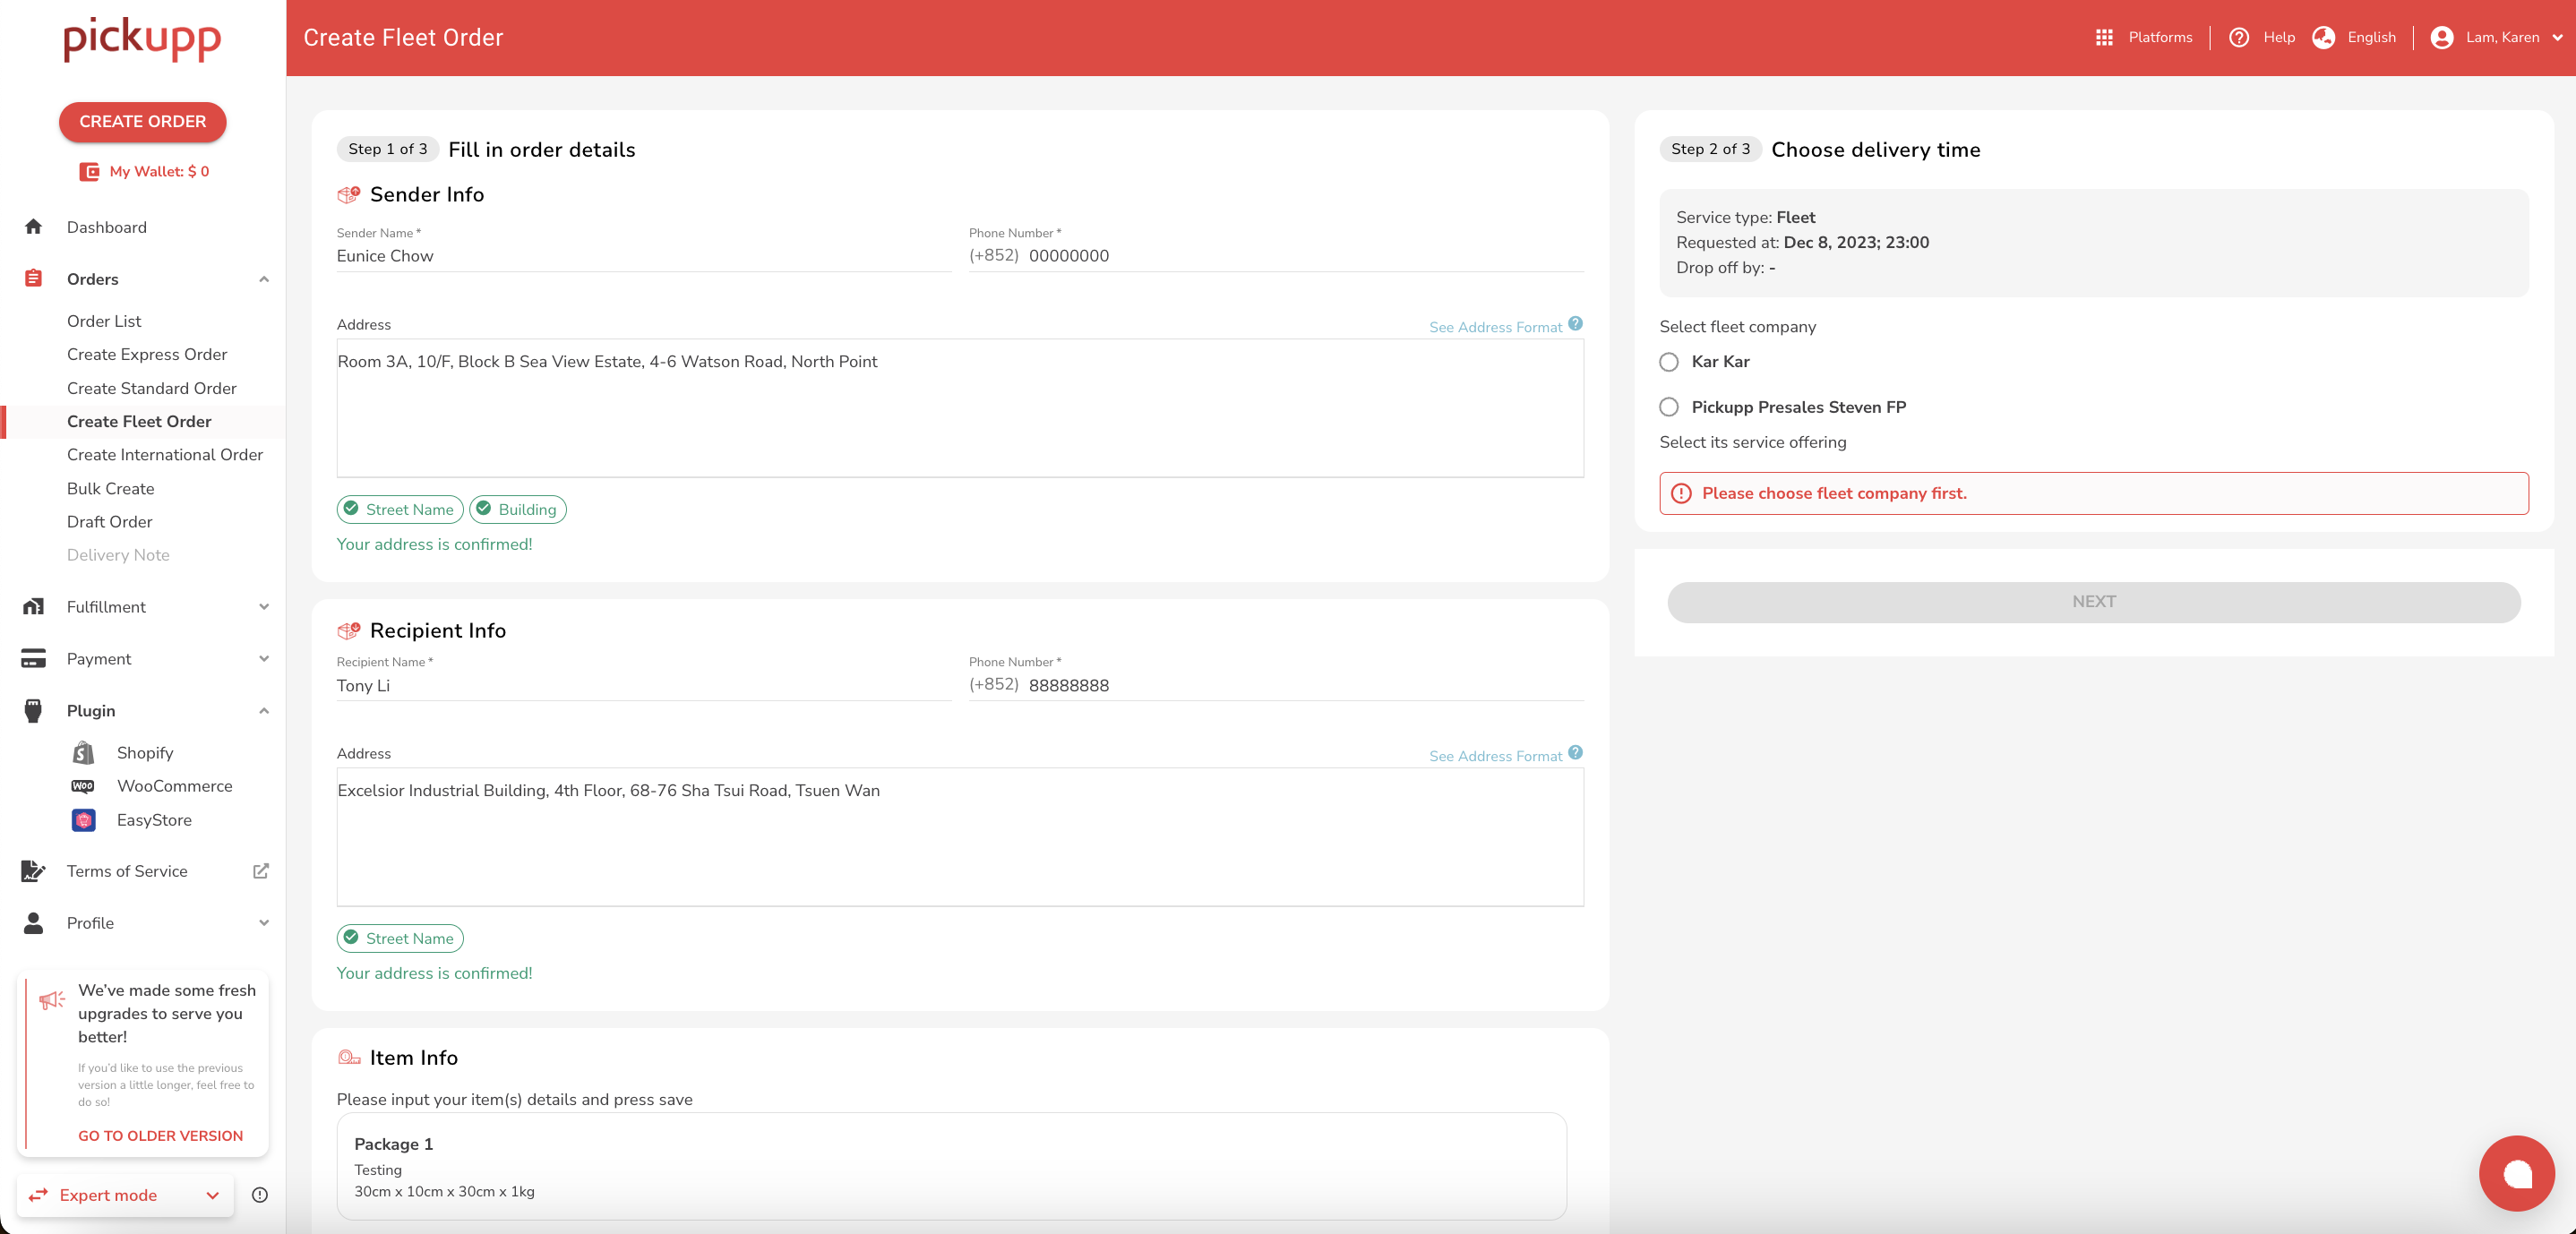 pickupp
CREATE ORDER
My Wallet: $ 0
Dashboard
Orders
Order List
Create Express Order
Create Standard Order
Create Fleet Order
Create International Order
Bulk Create
Draft Order
Delivery Note
Fulfillment
Payment
Plugin
Shopify
Woo
WooCommerce
EasyStore
Terms of Service
Profile
We've made some fresh
upgrades to serve you
better!
If you'd like to use the previous
version a little longer, feel free to
do so!
GO TO OLDER VERSION
Expert mode
Create Fleet Order
Platforms
Help
English
Lam, Karen
Step 1 of 3 Fill in order details
Sender Info
Sender Name *
Eunice Chow
Phone Number *
(+852) 00000000
Address
See Address Format
Room 3A, 10/F, Block B Sea View Estate, 4-6 Watson Road, North Point
Street Name
Building
Your address is confirmed!
Recipient Info
Recipient Name *
Tony Li
Phone Number *
(+852) 88888888
Address
See Address Format
Excelsior Industrial Building, 4th Floor, 68-76 Sha Tsui Road, Tsuen Wan
Street Name
Your address is confirmed!
Item Info
Please input your item(s) details and press save
Package 1
Testing
30cm x 10cm x 30cm x 1kg
Step 2 of 3 Choose delivery time
Service type: Fleet
Requested at: Dec 8, 2023; 23:00
Drop off by: -
Select fleet company
Kar Kar
Pickupp Presales Steven FP
Select its service offering
Please choose fleet company first.
NEXT